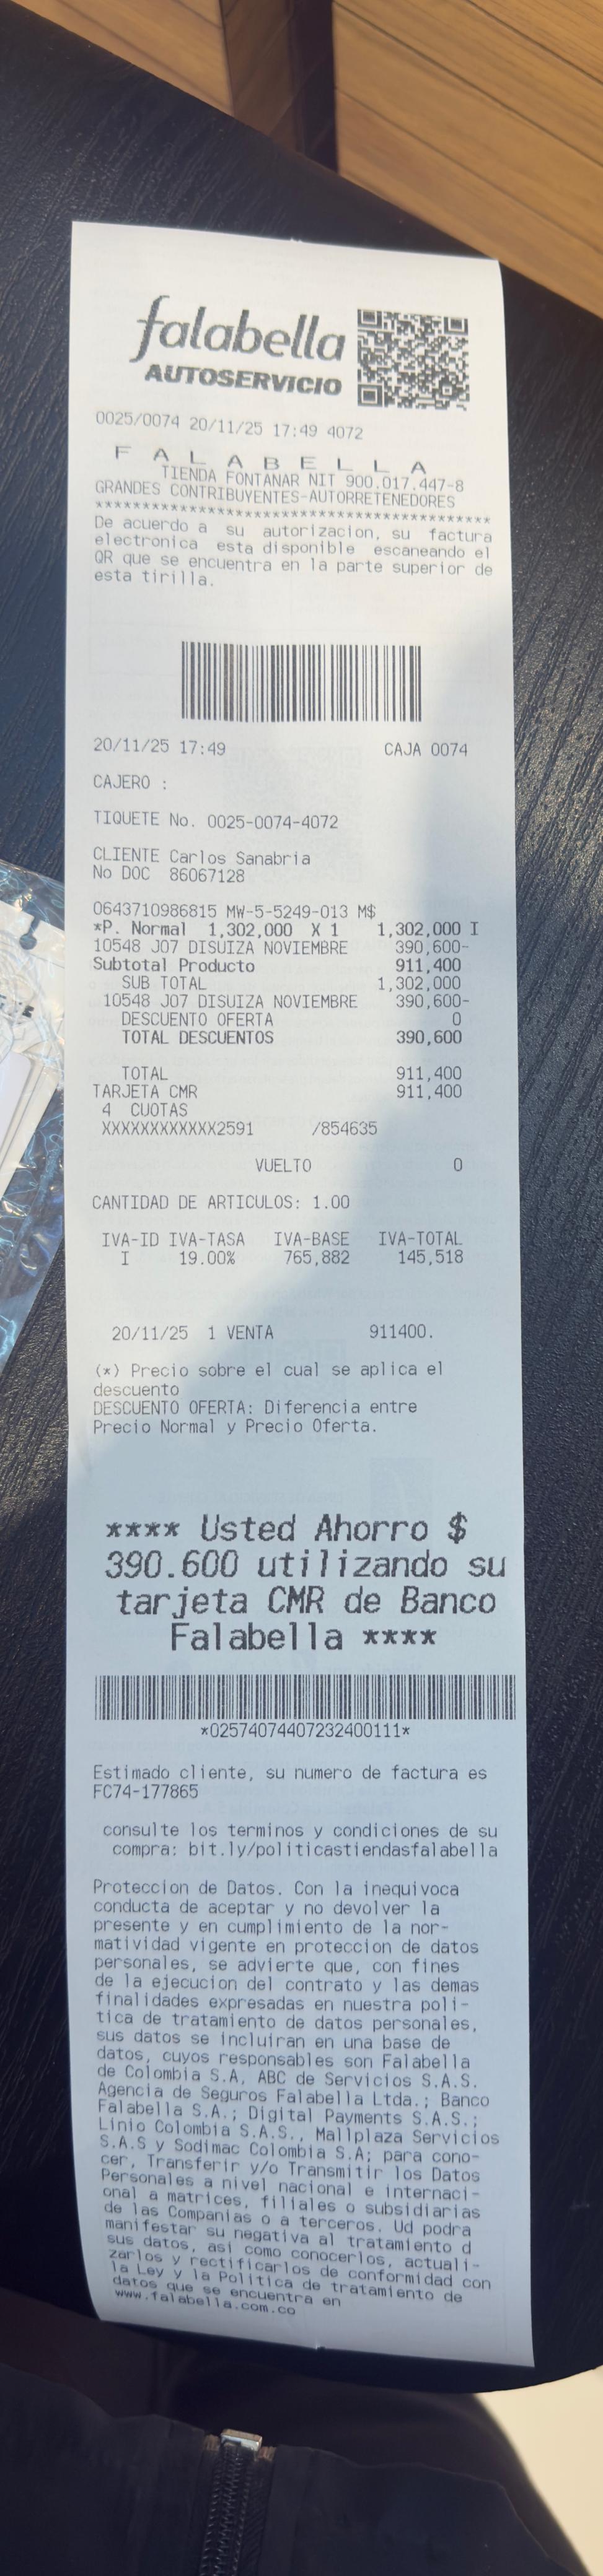 falabella
AUTOSERVICIO
0025/0074 20/11/25 17:49 4072
F A L A B E L L A
TIENDA FONTANAR NIT 900.017.447-8
GRANDES CONTRIBUYENTES-AUTORRETENEDORES
******************************************
De acuerdo a su autorizacion, su factura
electronica esta disponible escaneando el
QR que se encuentra en la parte superior de
esta tirilla.
20/11/25 17:49 CAJA 0074
CAJERO :
TIQUETE No. 0025-0074-4072
CLIENTE Carlos Sanabria
No DOC 86067128
0643710986815 MW-5-5249-013 M$
*P. Normal 1,302,000 X 1 1,302,000 I
10548 J07 DISUIZA NOVIEMBRE 390,600-
Subtotal Producto 911,400
SUB TOTAL 1,302,000
10548 J07 DISUIZA NOVIEMBRE 390,600-
DESCUENTO OFERTA 0
TOTAL DESCUENTOS 390,600
TOTAL 911,400
TARJETA CMR 911,400
4 CUOTAS
XXXXXXXXXXXX2591 /854635
VUELTO 0
CANTIDAD DE ARTICULOS: 1.00
IVA-ID IVA-TASA IVA-BASE IVA-TOTAL
I 19.00% 765,882 145,518
20/11/25 1 VENTA 911400.
(*) Precio sobre el cual se aplica el
descuento
DESCUENTO OFERTA: Diferencia entre
Precio Normal y Precio Oferta.
**** Usted Ahorro $
390.600 utilizando su
tarjeta CMR de Banco
Falabella ****
*02574074407232400111*
Estimado cliente, su numero de factura es
FC74-177865
consulte los terminos y condiciones de su
compra: bit.ly/politicastiendasfalabella
Proteccion de Datos. Con la inequivoca
conducta de aceptar y no devolver la
presente y en cumplimiento de la nor-
matividad vigente en proteccion de datos
personales, se advierte que, con fines
de la ejecucion del contrato y las demas
finalidades expresadas en nuestra poli-
tica de tratamiento de datos personales,
sus datos se incluiran en una base de
datos, cuyos responsables son Falabella
de Colombia S.A, ABC de Servicios S.A.S.
Agencia de Seguros Falabella Ltda.; Banco
Falabella S.A.; Digital Payments S.A.S.;
Linio Colombia S.A.S., Mallplaza Servicios
S.A.S y Sodimac Colombia S.A; para cono-
cer, Transferir y/o Transmitir los Datos
Personales a nivel nacional e internaci-
onal a matrices, filiales o subsidiarias
de las Companias o a terceros. Ud podra
manifestar su negativa al tratamiento d
sus datos, asi como conocerlos, actuali-
zarlos y rectificarlos de conformidad con
la Ley y la Politica de tratamiento de
datos que se encuentra en
www.falabella.com.co